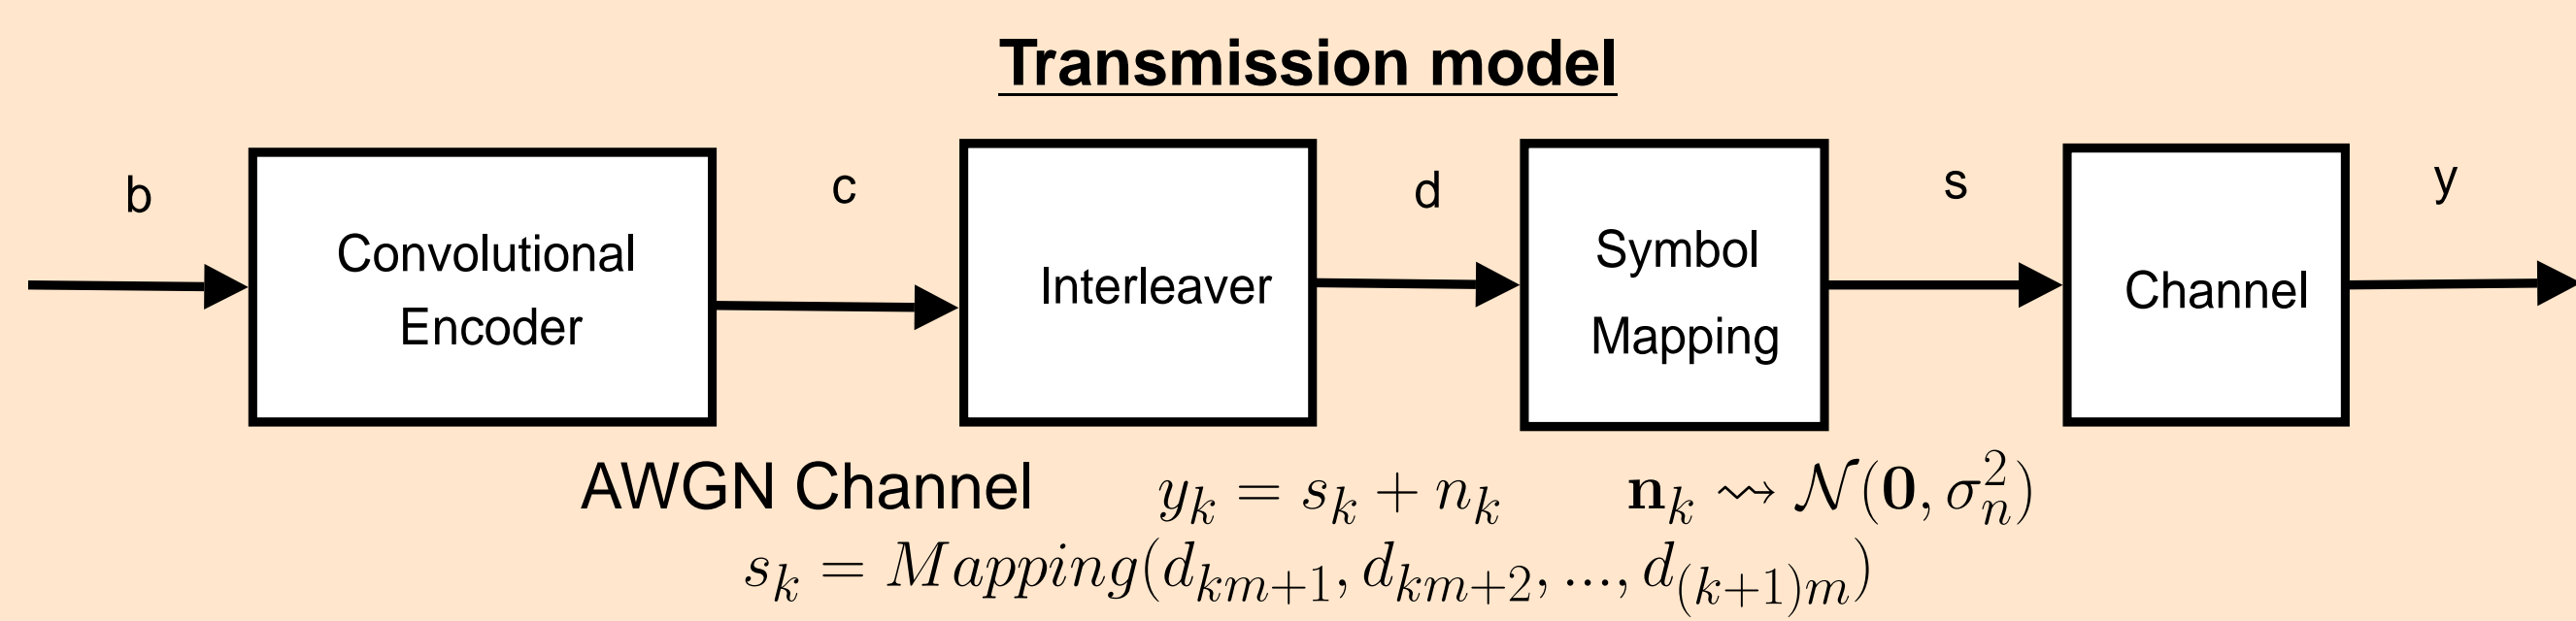 Transmission model
b
c
d
s
y
Convolutional
Encoder
Interleaver
Symbol
Mapping
Channel
AWGN Channel y_k = s_k + n_k 𝐧_k ⇝ 𝒩(𝟎, σ_n^2)
s_k = Mapping(d_{km+1}, d_{km+2}, ..., d_{(k+1)m})